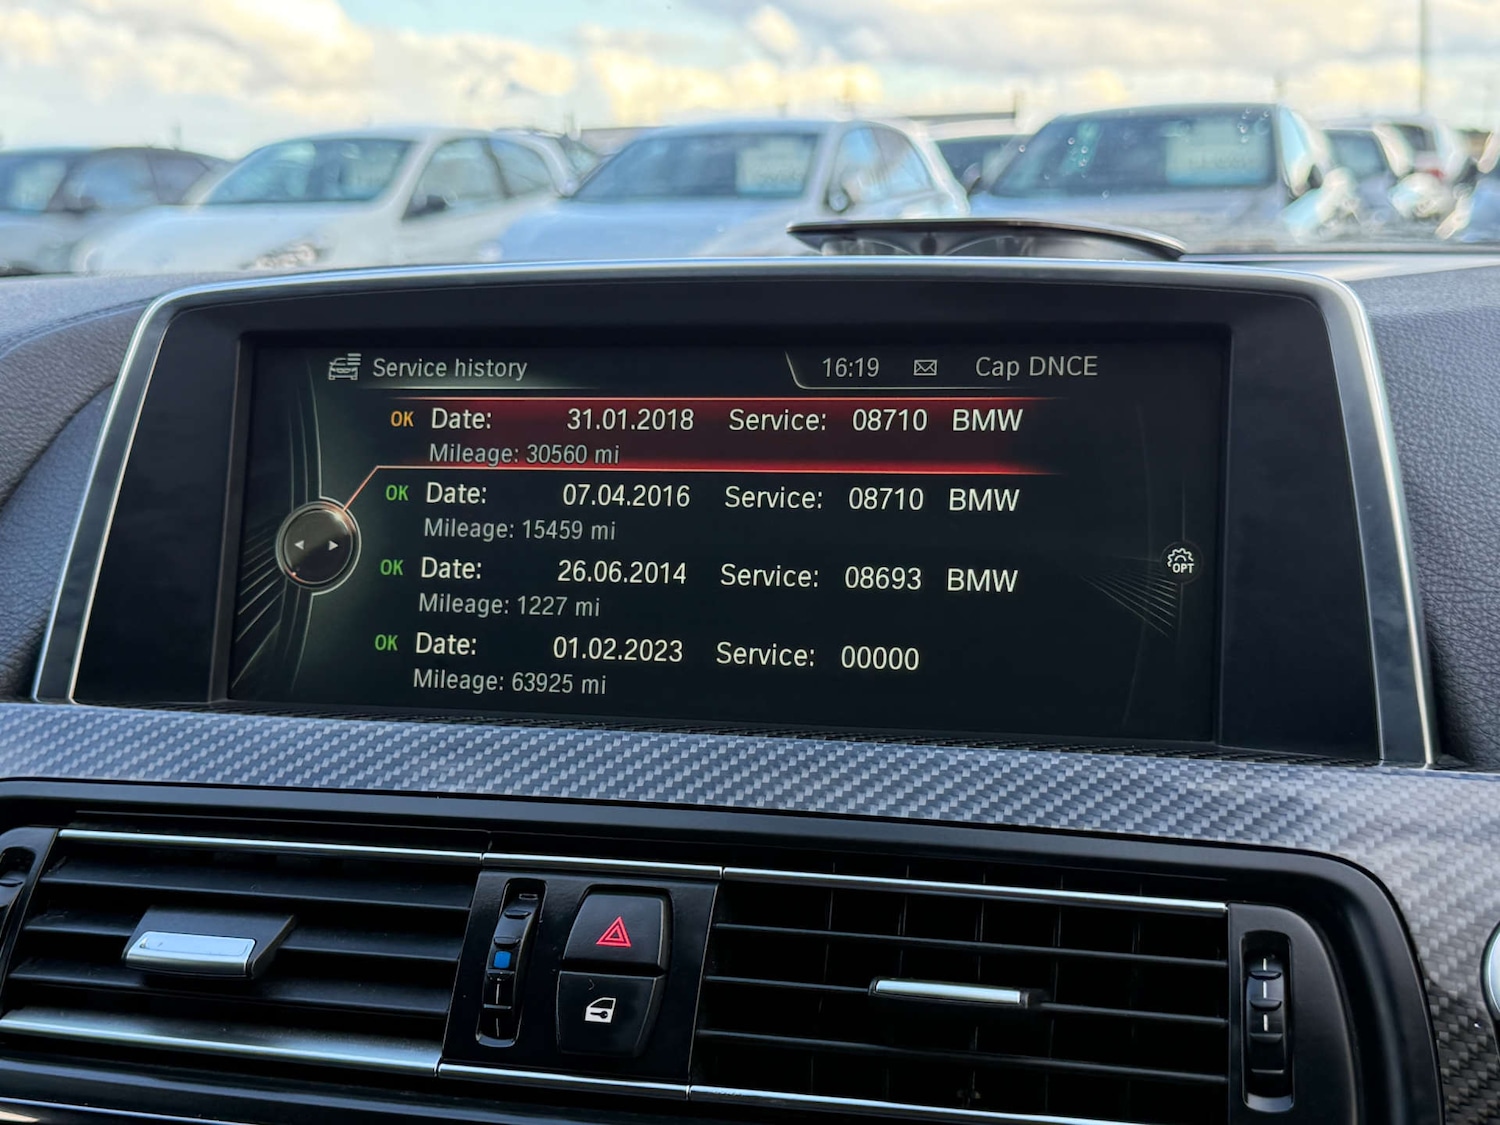 Service history 16:19 Cap DNCE
OK Date: 31.01.2018 Service: 08710 BMW
Mileage: 30560 mi
OK Date: 07.04.2016 Service: 08710 BMW
Mileage: 15459 mi
OK Date: 26.06.2014 Service: 08693 BMW
Mileage: 1227 mi
OPT
OK Date: 01.02.2023 Service: 00000
Mileage: 63925 mi